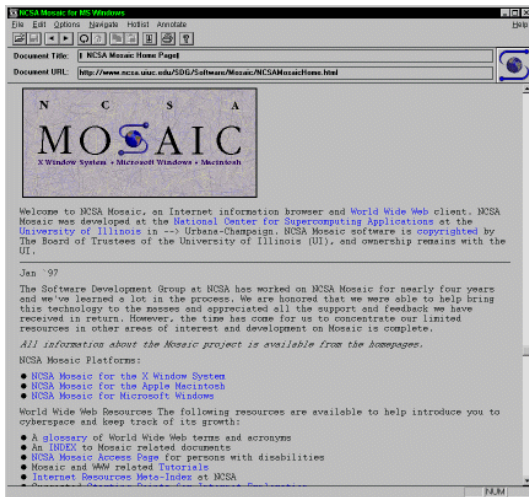 NCSA Mosaic for MS Windows
File Edit Options Navigate Hotlist Annotate Help
Document Title: NCSA Mosaic Home Page
Document URL: http://www.ncsa.uiuc.edu/SDG/Software/Mosaic/NCSAMosaicHome.html
N C S A
MOSAIC
X Window System • Microsoft Windows • Macintosh
Welcome to NCSA Mosaic, an Internet information browser and World Wide Web client. NCSA
Mosaic was developed at the National Center for Supercomputing Applications at the
University of Illinois in --> Urbana-Champaign. NCSA Mosaic software is copyrighted by
The Board of Trustees of the University of Illinois (UI), and ownership remains with the
UI.
Jan `97
The Software Development Group at NCSA has worked on NCSA Mosaic for nearly four years
and we've learned a lot in the process. We are honored that we were able to help bring
this technology to the masses and appreciated all the support and feedback we have
received in return. However, the time has come for us to concentrate our limited
resources in other areas of interest and development on Mosaic is complete.
All information about the Mosaic project is available from the homepages.
NCSA Mosaic Platforms:
● NCSA Mosaic for the X Window System
● NCSA Mosaic for the Apple Macintosh
● NCSA Mosaic for Microsoft Windows
World Wide Web Resources The following resources are available to help introduce you to
cyberspace and keep track of its growth:
● A glossary of World Wide Web terms and acronyms
● An INDEX to Mosaic related documents
● NCSA Mosaic Access Page for persons with disabilities
● Mosaic and WWW related Tutorials
● Internet Resources Meta-Index at NCSA
NUM